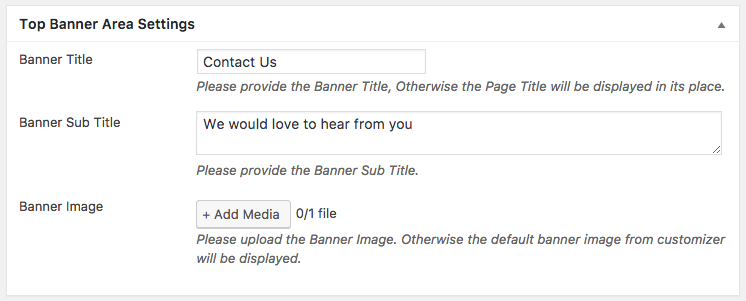 Top Banner Area Settings
Banner Title
Contact Us
Please provide the Banner Title, Otherwise the Page Title will be displayed in its place.
Banner Sub Title
We would love to hear from you
Please provide the Banner Sub Title.
Banner Image
+ Add Media 0/1 file
Please upload the Banner Image. Otherwise the default banner image from customizer
will be displayed.